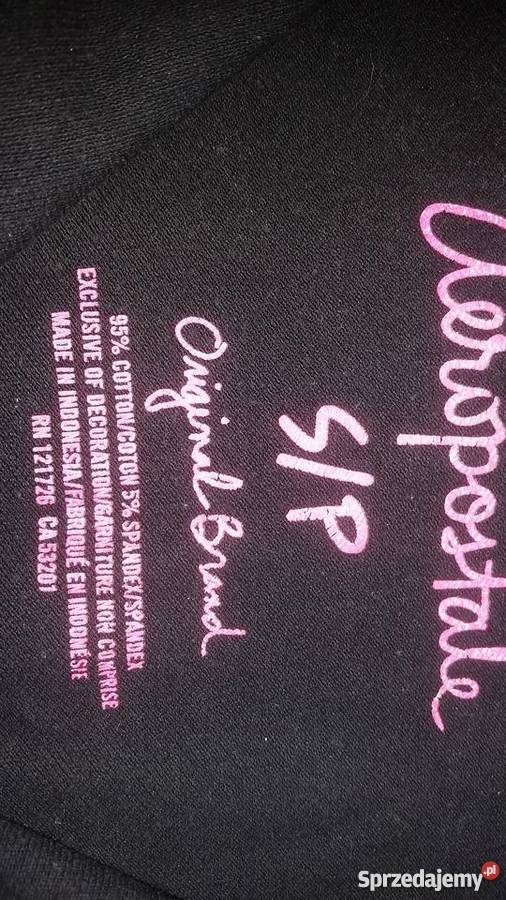 Aeropostale
S/P
Original Brand
95% COTTON/COTON 5% SPANDEX/SPANDEX
EXCLUSIVE OF DECORATION/GARNITURE NON COMPRISE
MADE IN INDONESIA/FABRIQUÉ EN INDONÉSIE
RN 121726 CA 53201
Sprzedajemy.pl